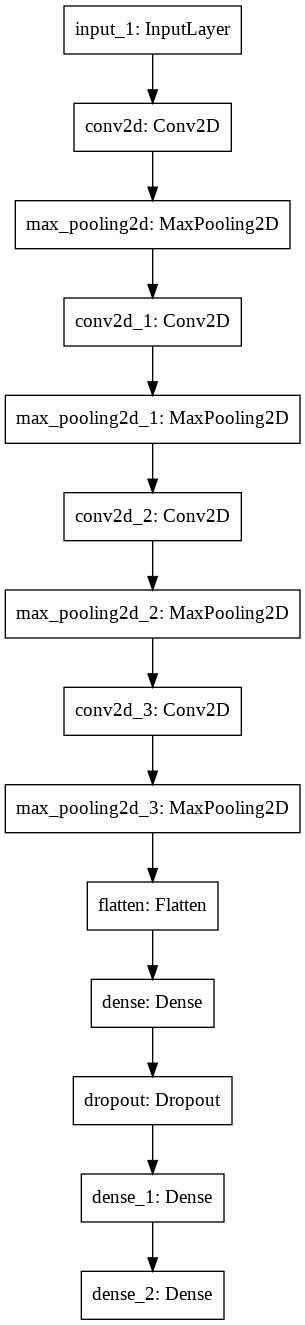 input_1: InputLayer
conv2d: Conv2D
max_pooling2d: MaxPooling2D
conv2d_1: Conv2D
max_pooling2d_1: MaxPooling2D
conv2d_2: Conv2D
max_pooling2d_2: MaxPooling2D
conv2d_3: Conv2D
max_pooling2d_3: MaxPooling2D
flatten: Flatten
dense: Dense
dropout: Dropout
dense_1: Dense
dense_2: Dense